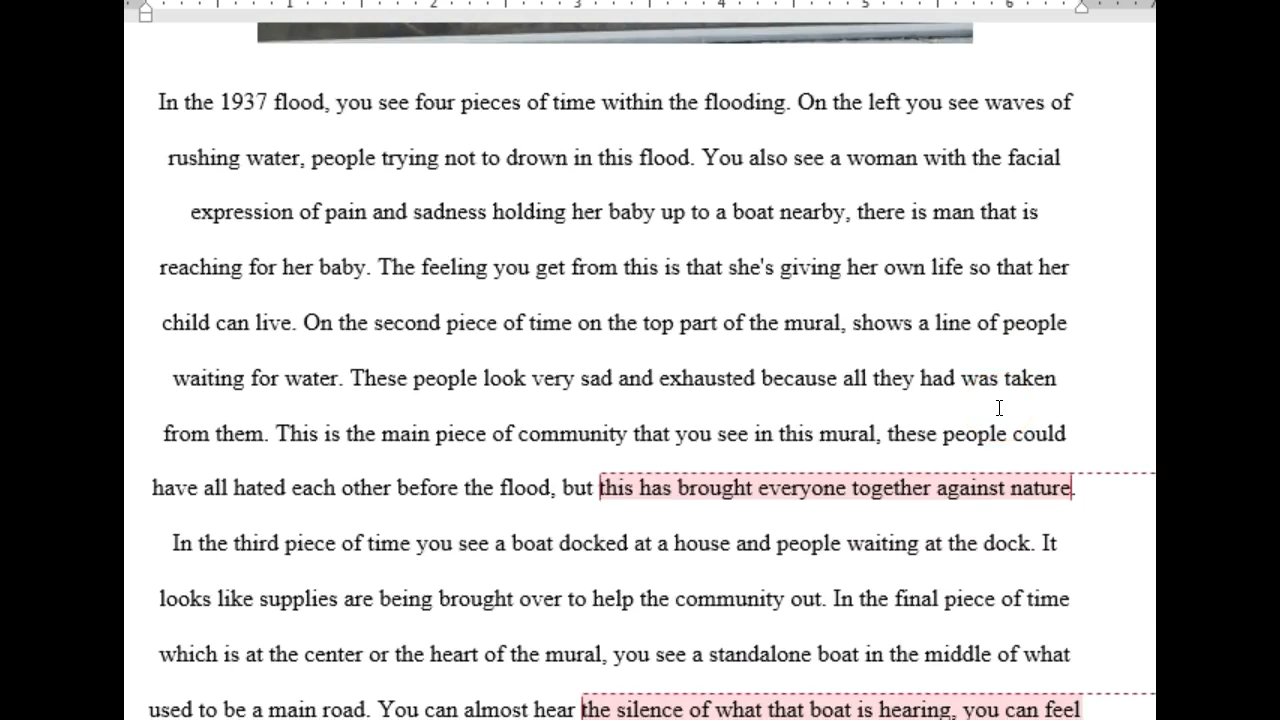 1 2 3 4 5 6 7
In the 1937 flood, you see four pieces of time within the flooding. On the left you see waves of
rushing water, people trying not to drown in this flood. You also see a woman with the facial
expression of pain and sadness holding her baby up to a boat nearby, there is man that is
reaching for her baby. The feeling you get from this is that she's giving her own life so that her
child can live. On the second piece of time on the top part of the mural, shows a line of people
waiting for water. These people look very sad and exhausted because all they had was taken
from them. This is the main piece of community that you see in this mural, these people could
have all hated each other before the flood, but this has brought everyone together against nature.
In the third piece of time you see a boat docked at a house and people waiting at the dock. It
looks like supplies are being brought over to help the community out. In the final piece of time
which is at the center or the heart of the mural, you see a standalone boat in the middle of what
used to be a main road. You can almost hear the silence of what that boat is hearing, you can feel